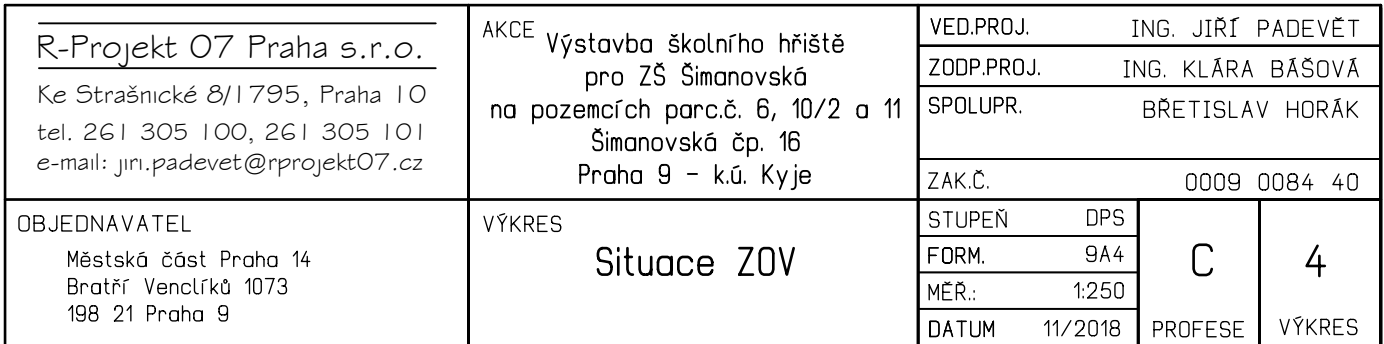 R-Projekt 07 Praha s.r.o.
Ke Strašnické 8/1795, Praha 10
tel. 261 305 100, 261 305 101
e-mail: jiri.padevet@rprojekt07.cz
AKCE
Výstavba školního hřiště
pro ZŠ Šimanovská
na pozemcích parc.č. 6, 10/2 a 11
Šimanovská čp. 16
Praha 9 - k.ú. Kyje
VED.PROJ. ING. JIŘÍ PADEVĚT
ZODP.PROJ. ING. KLÁRA BÁŠOVÁ
SPOLUPR. BŘETISLAV HORÁK
ZAK.Č. 0009 0084 40
OBJEDNAVATEL
Městská část Praha 14
Bratří Venclíků 1073
198 21 Praha 9
VÝKRES
Situace ZOV
STUPEŇ DPS
FORM. 9A4
MĚŘ.: 1:250
DATUM 11/2018
C
PROFESE
4
VÝKRES